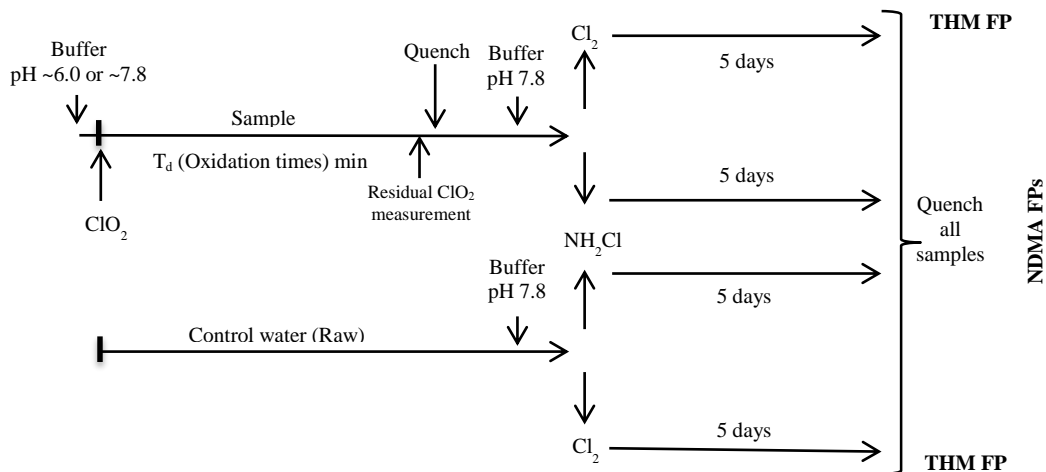 Buffer
pH ~6.0 or ~7.8
Quench
Buffer
pH 7.8
Cl₂
5 days
THM FP
Sample
T_d (Oxidation times) min
ClO₂
Residual ClO₂
measurement
5 days
NH₂Cl
Buffer
pH 7.8
5 days
Quench
all
samples
NDMA FPs
Control water (Raw)
Cl₂
5 days
THM FP